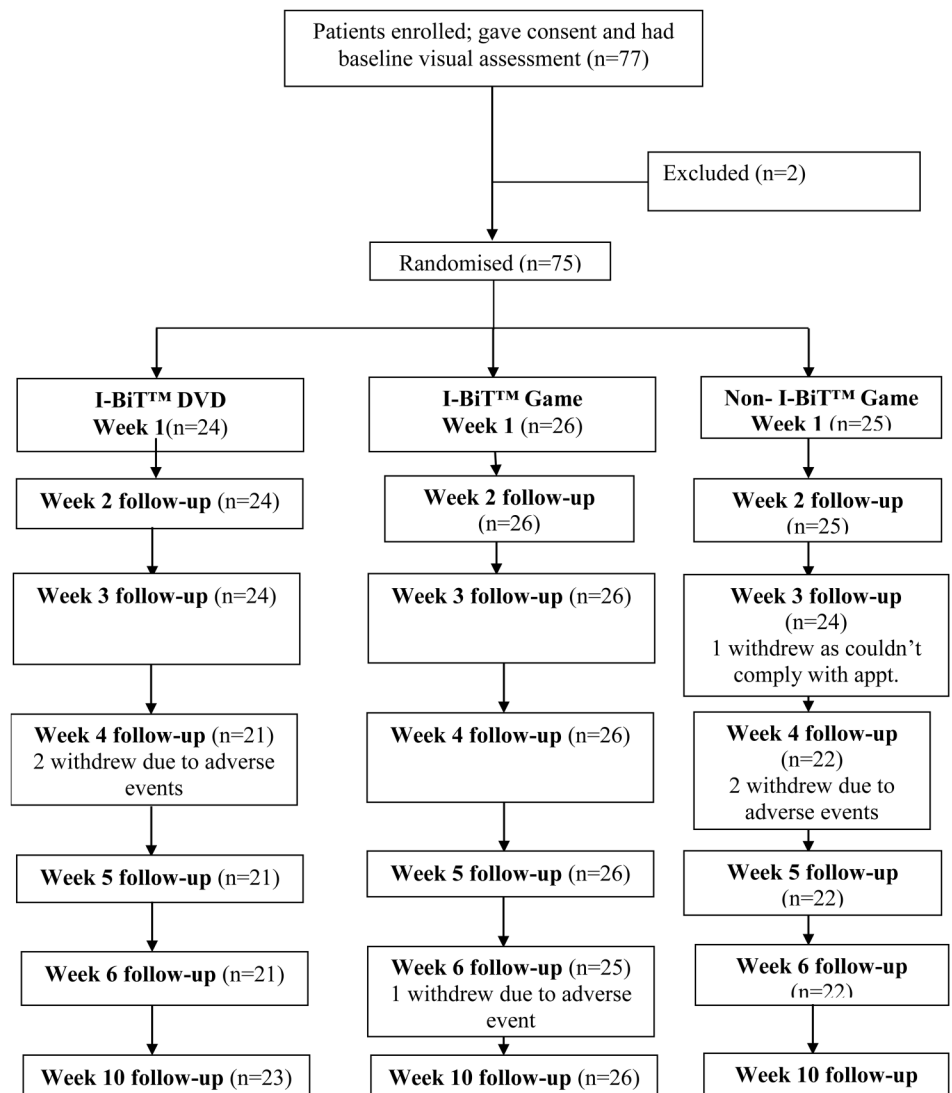 Patients enrolled; gave consent and had
baseline visual assessment (n=77)
Excluded (n=2)
Randomised (n=75)
I-BiT™ DVD
Week 1(n=24)
I-BiT™ Game
Week 1 (n=26)
Non- I-BiT™ Game
Week 1 (n=25)
Week 2 follow-up (n=24)
Week 2 follow-up
(n=26)
Week 2 follow-up
(n=25)
Week 3 follow-up (n=24)
Week 3 follow-up (n=26)
Week 3 follow-up
(n=24)
1 withdrew as couldn’t
comply with appt.
Week 4 follow-up (n=21)
2 withdrew due to adverse
events
Week 4 follow-up (n=26)
Week 4 follow-up
(n=22)
2 withdrew due to
adverse events
Week 5 follow-up (n=21)
Week 5 follow-up (n=26)
Week 5 follow-up
(n=22)
Week 6 follow-up (n=21)
Week 6 follow-up (n=25)
1 withdrew due to adverse
event
Week 6 follow-up
(n=22)
Week 10 follow-up (n=23)
Week 10 follow-up (n=26)
Week 10 follow-up